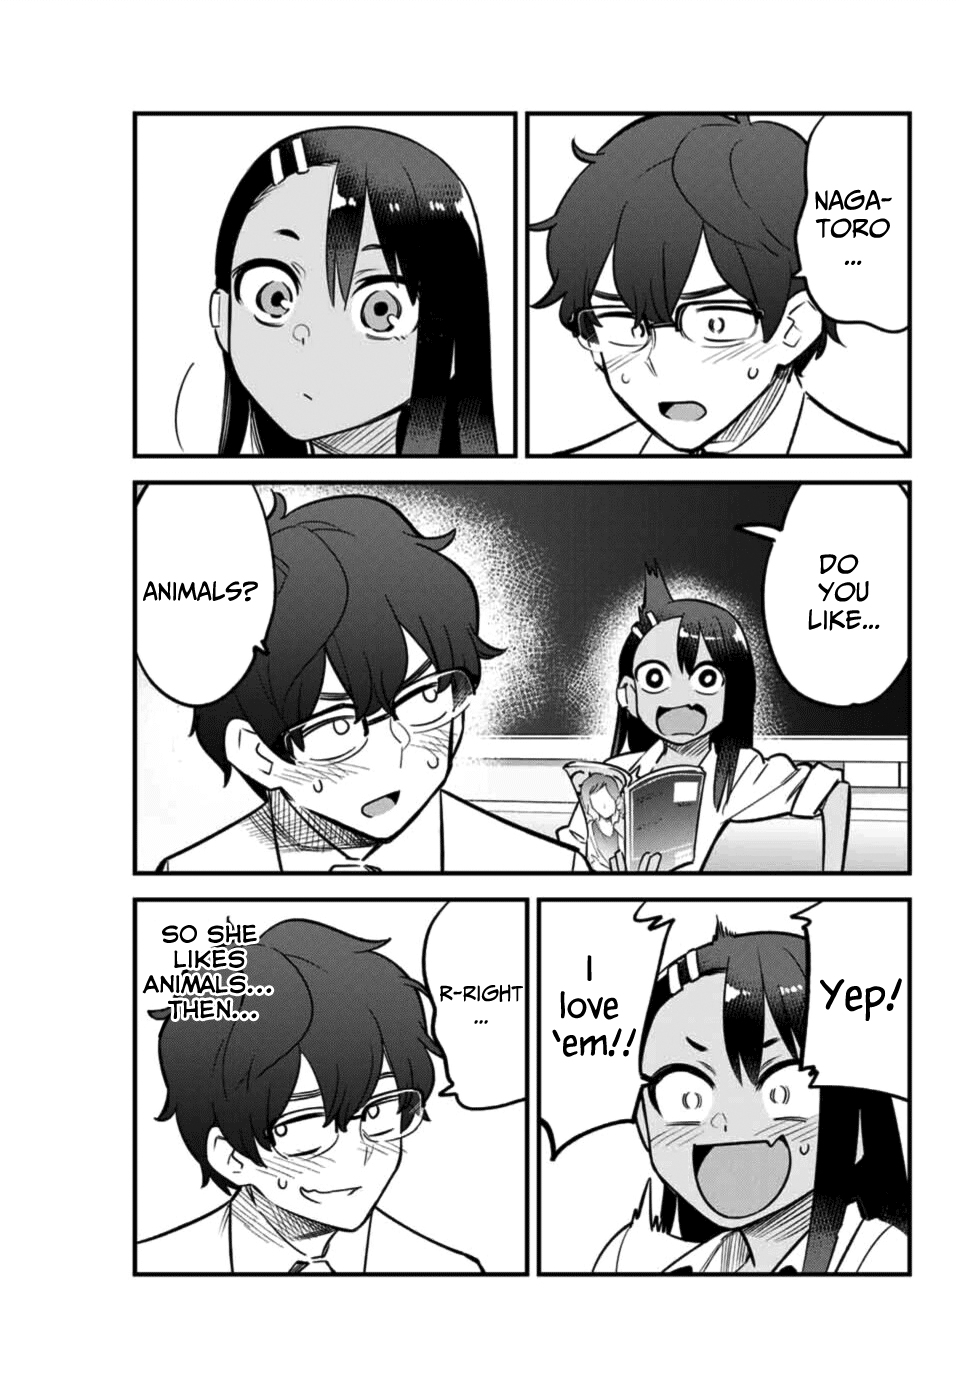 NAGA-
TORO
...
DO
YOU
LIKE...
ANIMALS?
Yep!
I
love
'em!!
R-RIGHT
...
SO SHE
LIKES
ANIMALS...
THEN...